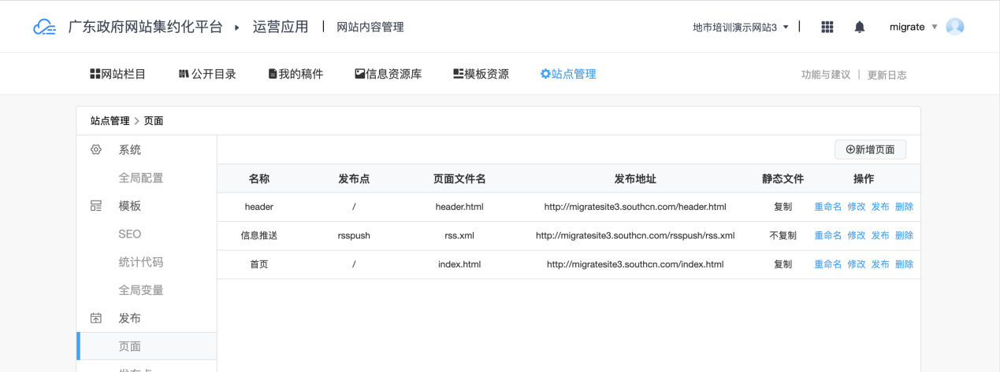 广东政府网站集约化平台 ▸ 运营应用 | 网站内容管理 地市培训演示网站3 ▼ | migrate ▼
网站栏目 公开目录 我的稿件 信息资源库 模板资源 站点管理 功能与建议 | 更新日志
站点管理 > 页面
系统
全局配置
模板
SEO
统计代码
全局变量
发布
页面
发布点
⊕新增页面
名称 发布点 页面文件名 发布地址 静态文件 操作
header / header.html http://migratesite3.southcn.com/header.html 复制 重命名 修改 发布 删除
信息推送 rsspush rss.xml http://migratesite3.southcn.com/rsspush/rss.xml 不复制 重命名 修改 发布 删除
首页 / index.html http://migratesite3.southcn.com/index.html 复制 重命名 修改 发布 删除